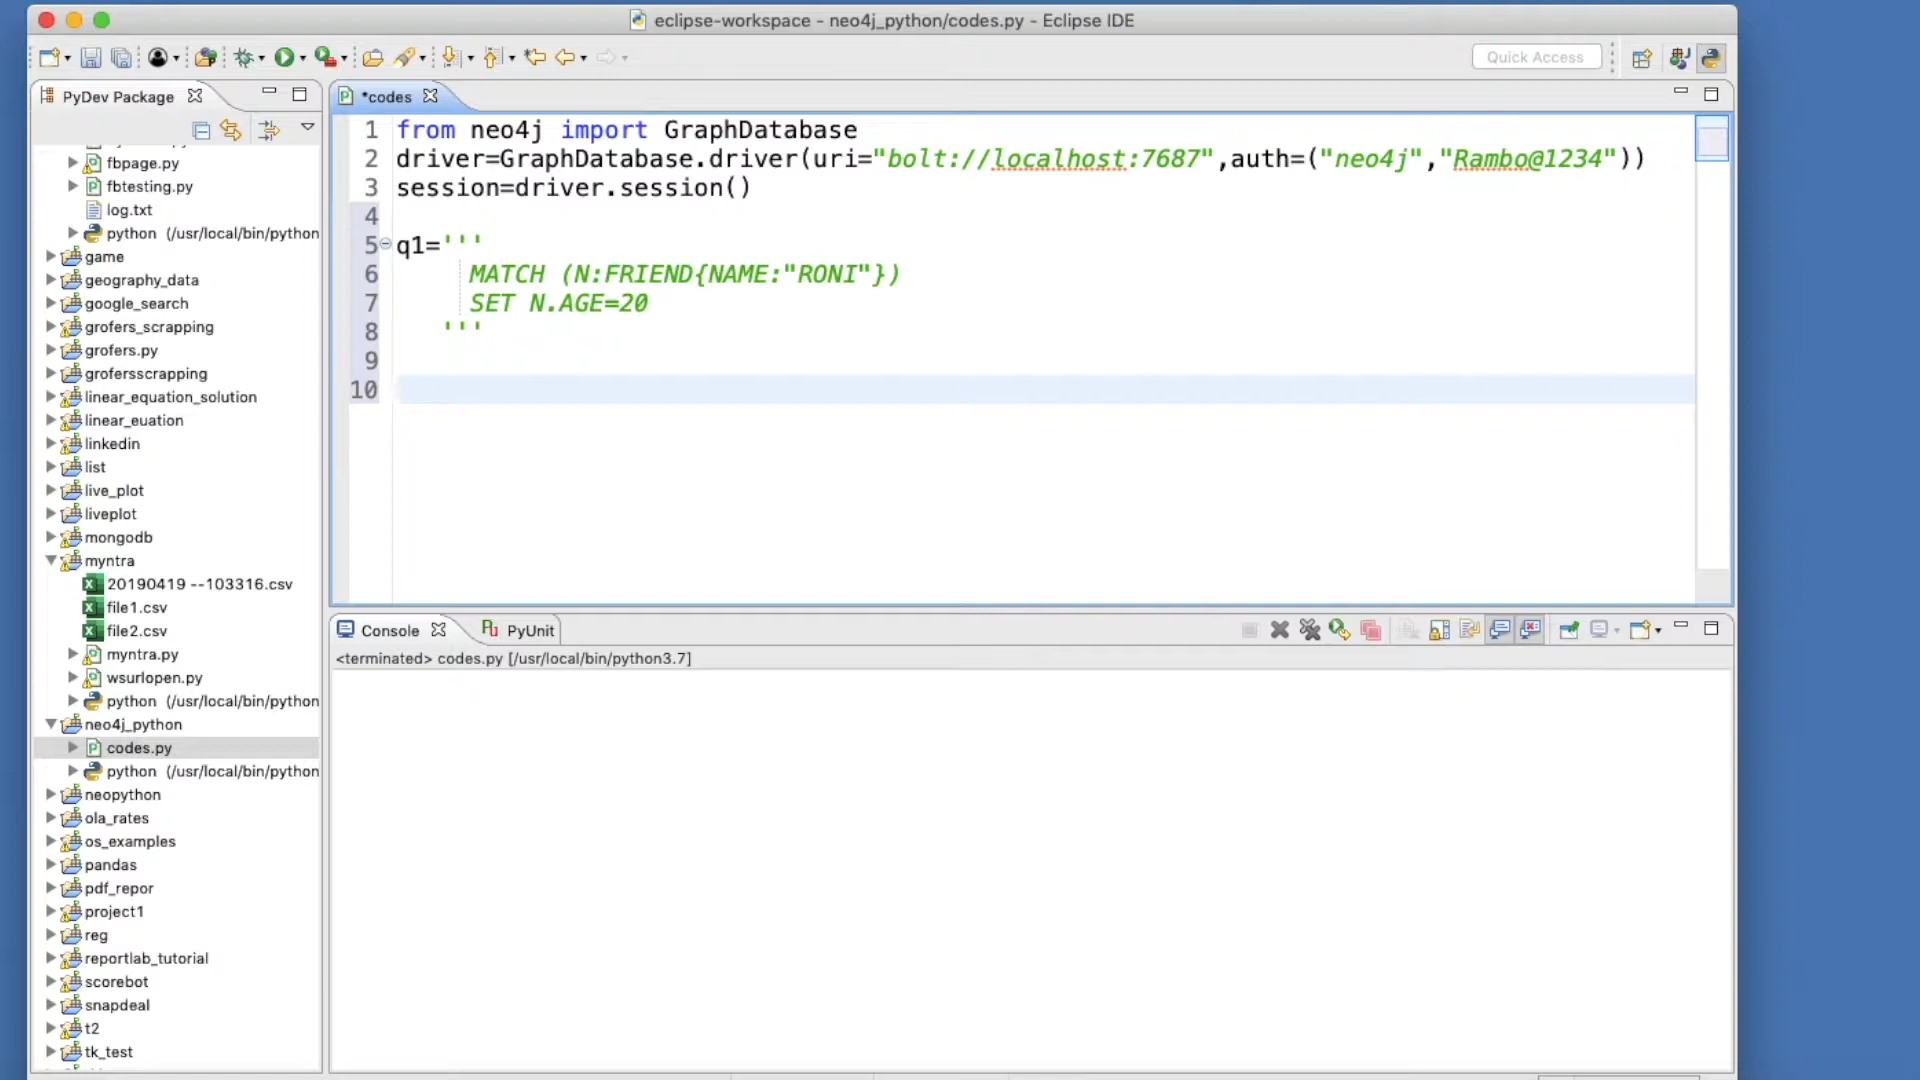 eclipse-workspace - neo4j_python/codes.py - Eclipse IDE
Quick Access
PyDev Package
*codes
fbpage.py
fbtesting.py
log.txt
python (/usr/local/bin/python
game
geography_data
google_search
grofers_scrapping
grofers.py
grofersscrapping
linear_equation_solution
linear_euation
linkedin
list
live_plot
liveplot
mongodb
myntra
20190419 --103316.csv
file1.csv
file2.csv
myntra.py
wsurlopen.py
python (/usr/local/bin/python
neo4j_python
codes.py
python (/usr/local/bin/python
neopython
ola_rates
os_examples
pandas
pdf_repor
project1
reg
reportlab_tutorial
scorebot
snapdeal
t2
tk_test
1 from neo4j import GraphDatabase
2 driver=GraphDatabase.driver(uri="bolt://localhost:7687",auth=("neo4j","Rambo@1234"))
3 session=driver.session()
4
5 q1='''
6 MATCH (N:FRIEND{NAME:"RONI"})
7 SET N.AGE=20
8 '''
9
10
Console
PyUnit
<terminated> codes.py [/usr/local/bin/python3.7]